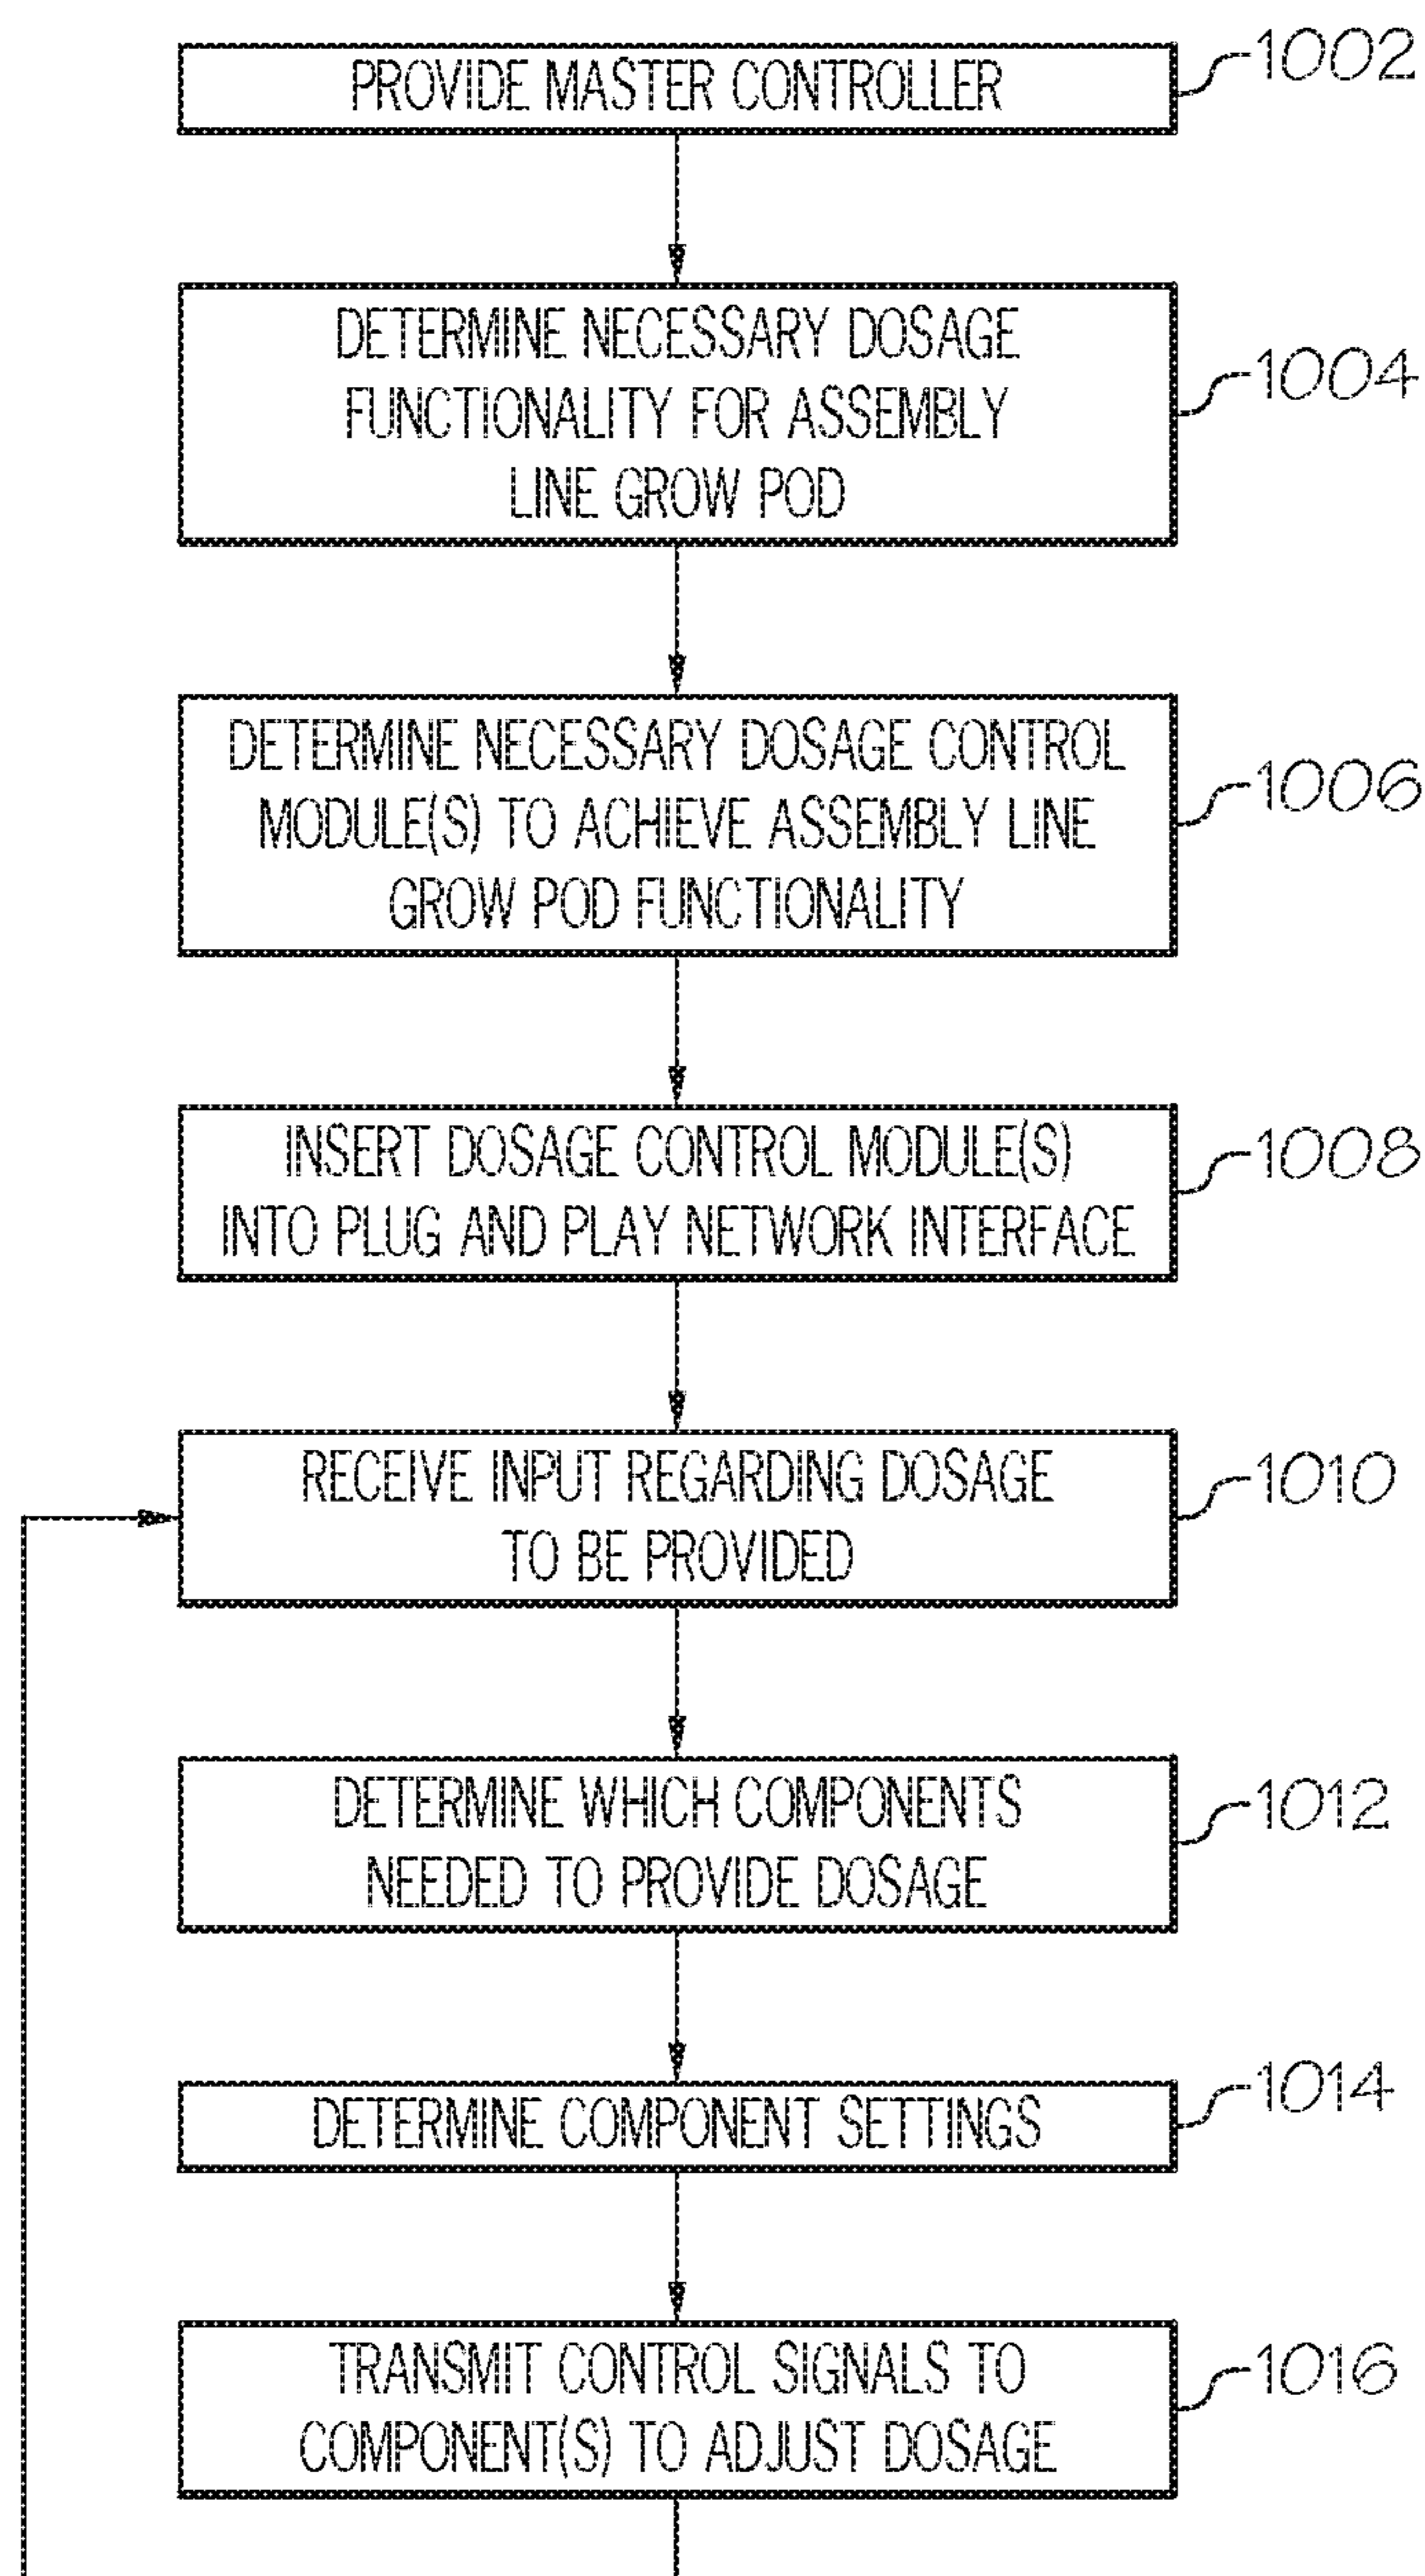 PROVIDE MASTER CONTROLLER
1002
DETERMINE NECESSARY DOSAGE
FUNCTIONALITY FOR ASSEMBLY
LINE GROW POD
1004
DETERMINE NECESSARY DOSAGE CONTROL
MODULE(S) TO ACHIEVE ASSEMBLY LINE
GROW POD FUNCTIONALITY
1006
INSERT DOSAGE CONTROL MODULE(S)
INTO PLUG AND PLAY NETWORK INTERFACE
1008
RECEIVE INPUT REGARDING DOSAGE
TO BE PROVIDED
1010
DETERMINE WHICH COMPONENTS
NEEDED TO PROVIDE DOSAGE
1012
DETERMINE COMPONENT SETTINGS
1014
TRANSMIT CONTROL SIGNALS TO
COMPONENT(S) TO ADJUST DOSAGE
1016